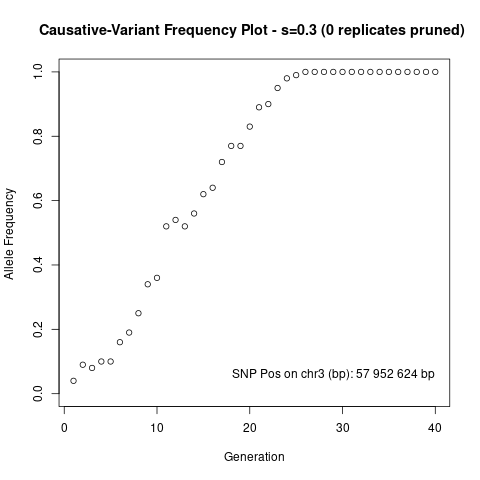 Causative-Variant Frequency Plot - s=0.3 (0 replicates pruned)
1.0
0.8
0.6
0.4
0.2
0.0
Allele Frequency
SNP Pos on chr3 (bp): 57 952 624 bp
0 10 20 30 40
Generation